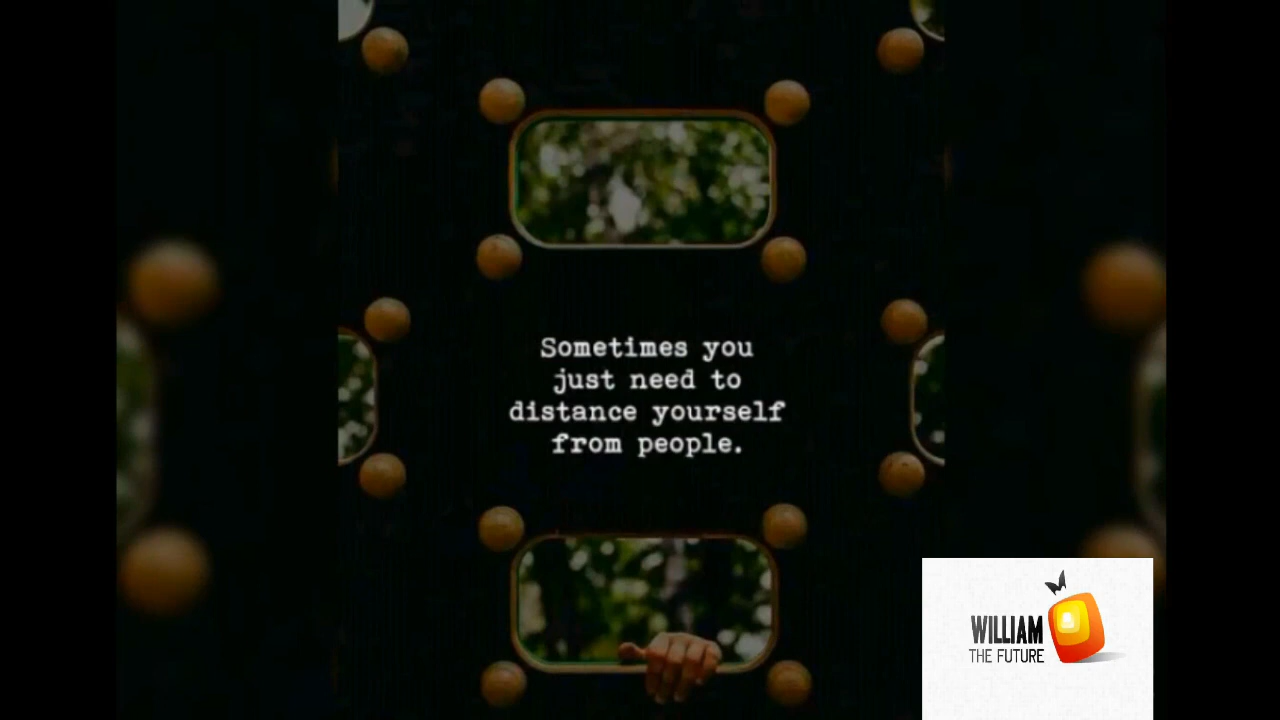 Sometimes you
just need to
distance yourself
from people.
WILLIAM
THE FUTURE